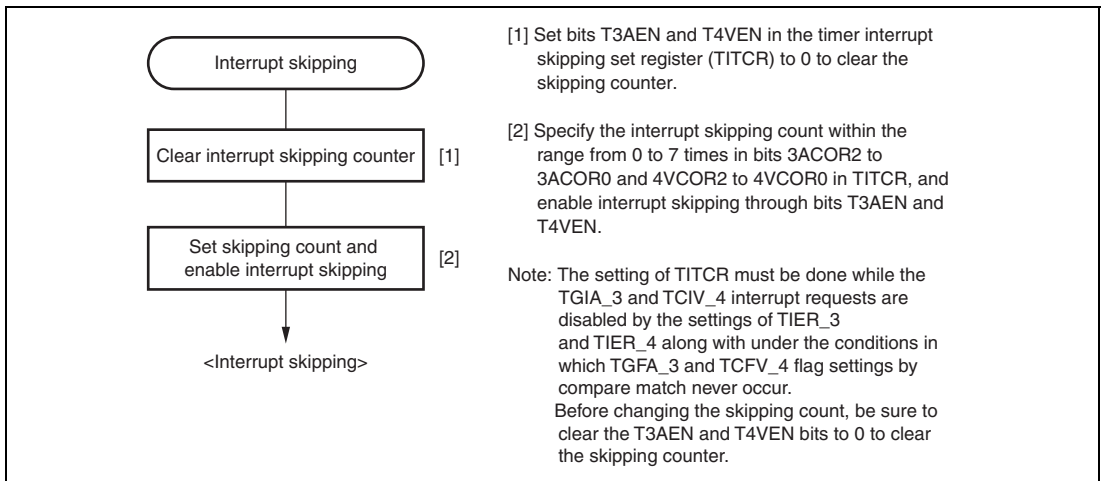 Interrupt skipping
Clear interrupt skipping counter
[1]
Set skipping count and
enable interrupt skipping
[2]
<Interrupt skipping>
[1] Set bits T3AEN and T4VEN in the timer interrupt
skipping set register (TITCR) to 0 to clear the
skipping counter.
[2] Specify the interrupt skipping count within the
range from 0 to 7 times in bits 3ACOR2 to
3ACOR0 and 4VCOR2 to 4VCOR0 in TITCR, and
enable interrupt skipping through bits T3AEN and
T4VEN.
Note: The setting of TITCR must be done while the
TGIA_3 and TCIV_4 interrupt requests are
disabled by the settings of TIER_3
and TIER_4 along with under the conditions in
which TGFA_3 and TCFV_4 flag settings by
compare match never occur.
Before changing the skipping count, be sure to
clear the T3AEN and T4VEN bits to 0 to clear
the skipping counter.